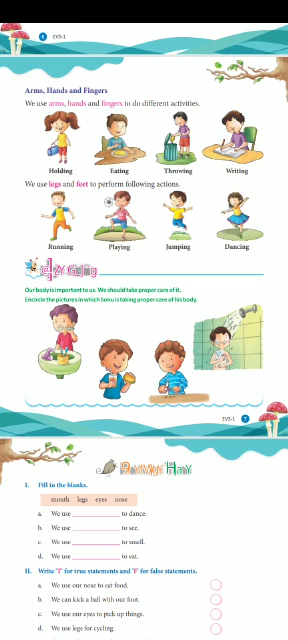 6 EVS-1
Arms, Hands and Fingers
We use arms, hands and fingers to do different activities.
Holding Eating Throwing Writing
We use legs and feet to perform following actions.
Running Playing Jumping Dancing
Our body is important to us. We should take proper care of it.
Encircle the pictures in which Sonu is taking proper care of his body.
EVS-1 7
I. Fill in the blanks.
mouth legs eyes nose
a. We use ______ to dance.
b. We use ______ to see.
c. We use ______ to smell.
d. We use ______ to eat.
II. Write 'T' for true statements and 'F' for false statements.
a. We use our nose to eat food.
b. We can kick a ball with our foot.
c. We use our eyes to pick up things.
d. We use legs for cycling.